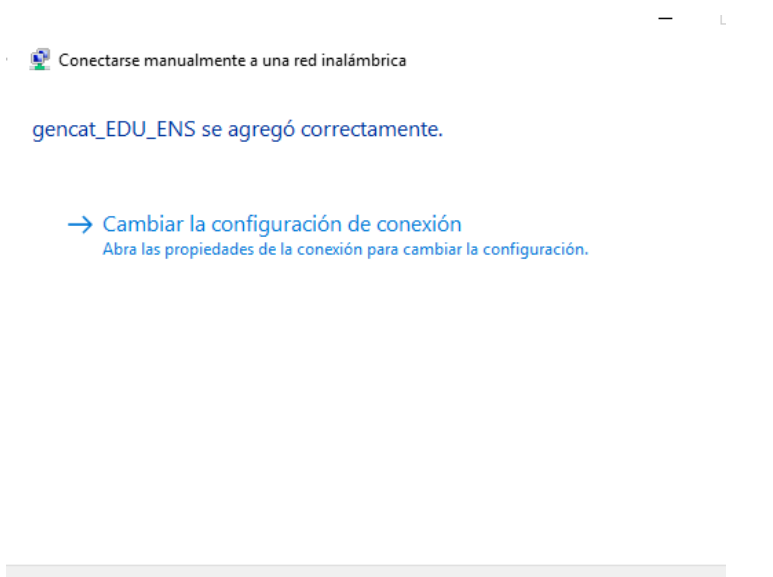 Conectarse manualmente a una red inalámbrica
gencat_EDU_ENS se agregó correctamente.
Cambiar la configuración de conexión
Abra las propiedades de la conexión para cambiar la configuración.